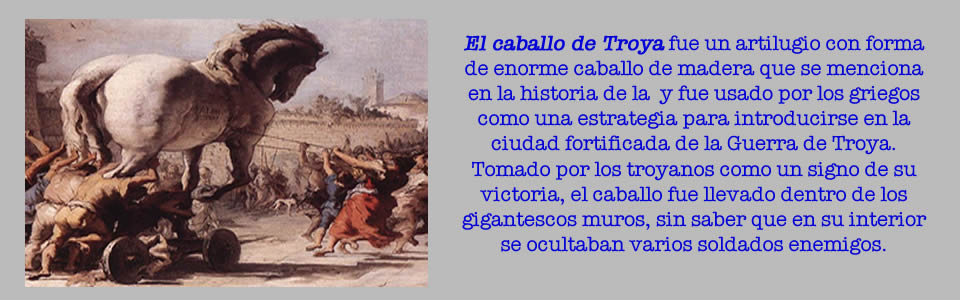 El caballo de Troya fue un artilugio con forma
de enorme caballo de madera que se menciona
en la historia de la y fue usado por los griegos
como una estrategia para introducirse en la
ciudad fortificada de la Guerra de Troya.
Tomado por los troyanos como un signo de su
victoria, el caballo fue llevado dentro de los
gigantescos muros, sin saber que en su interior
se ocultaban varios soldados enemigos.